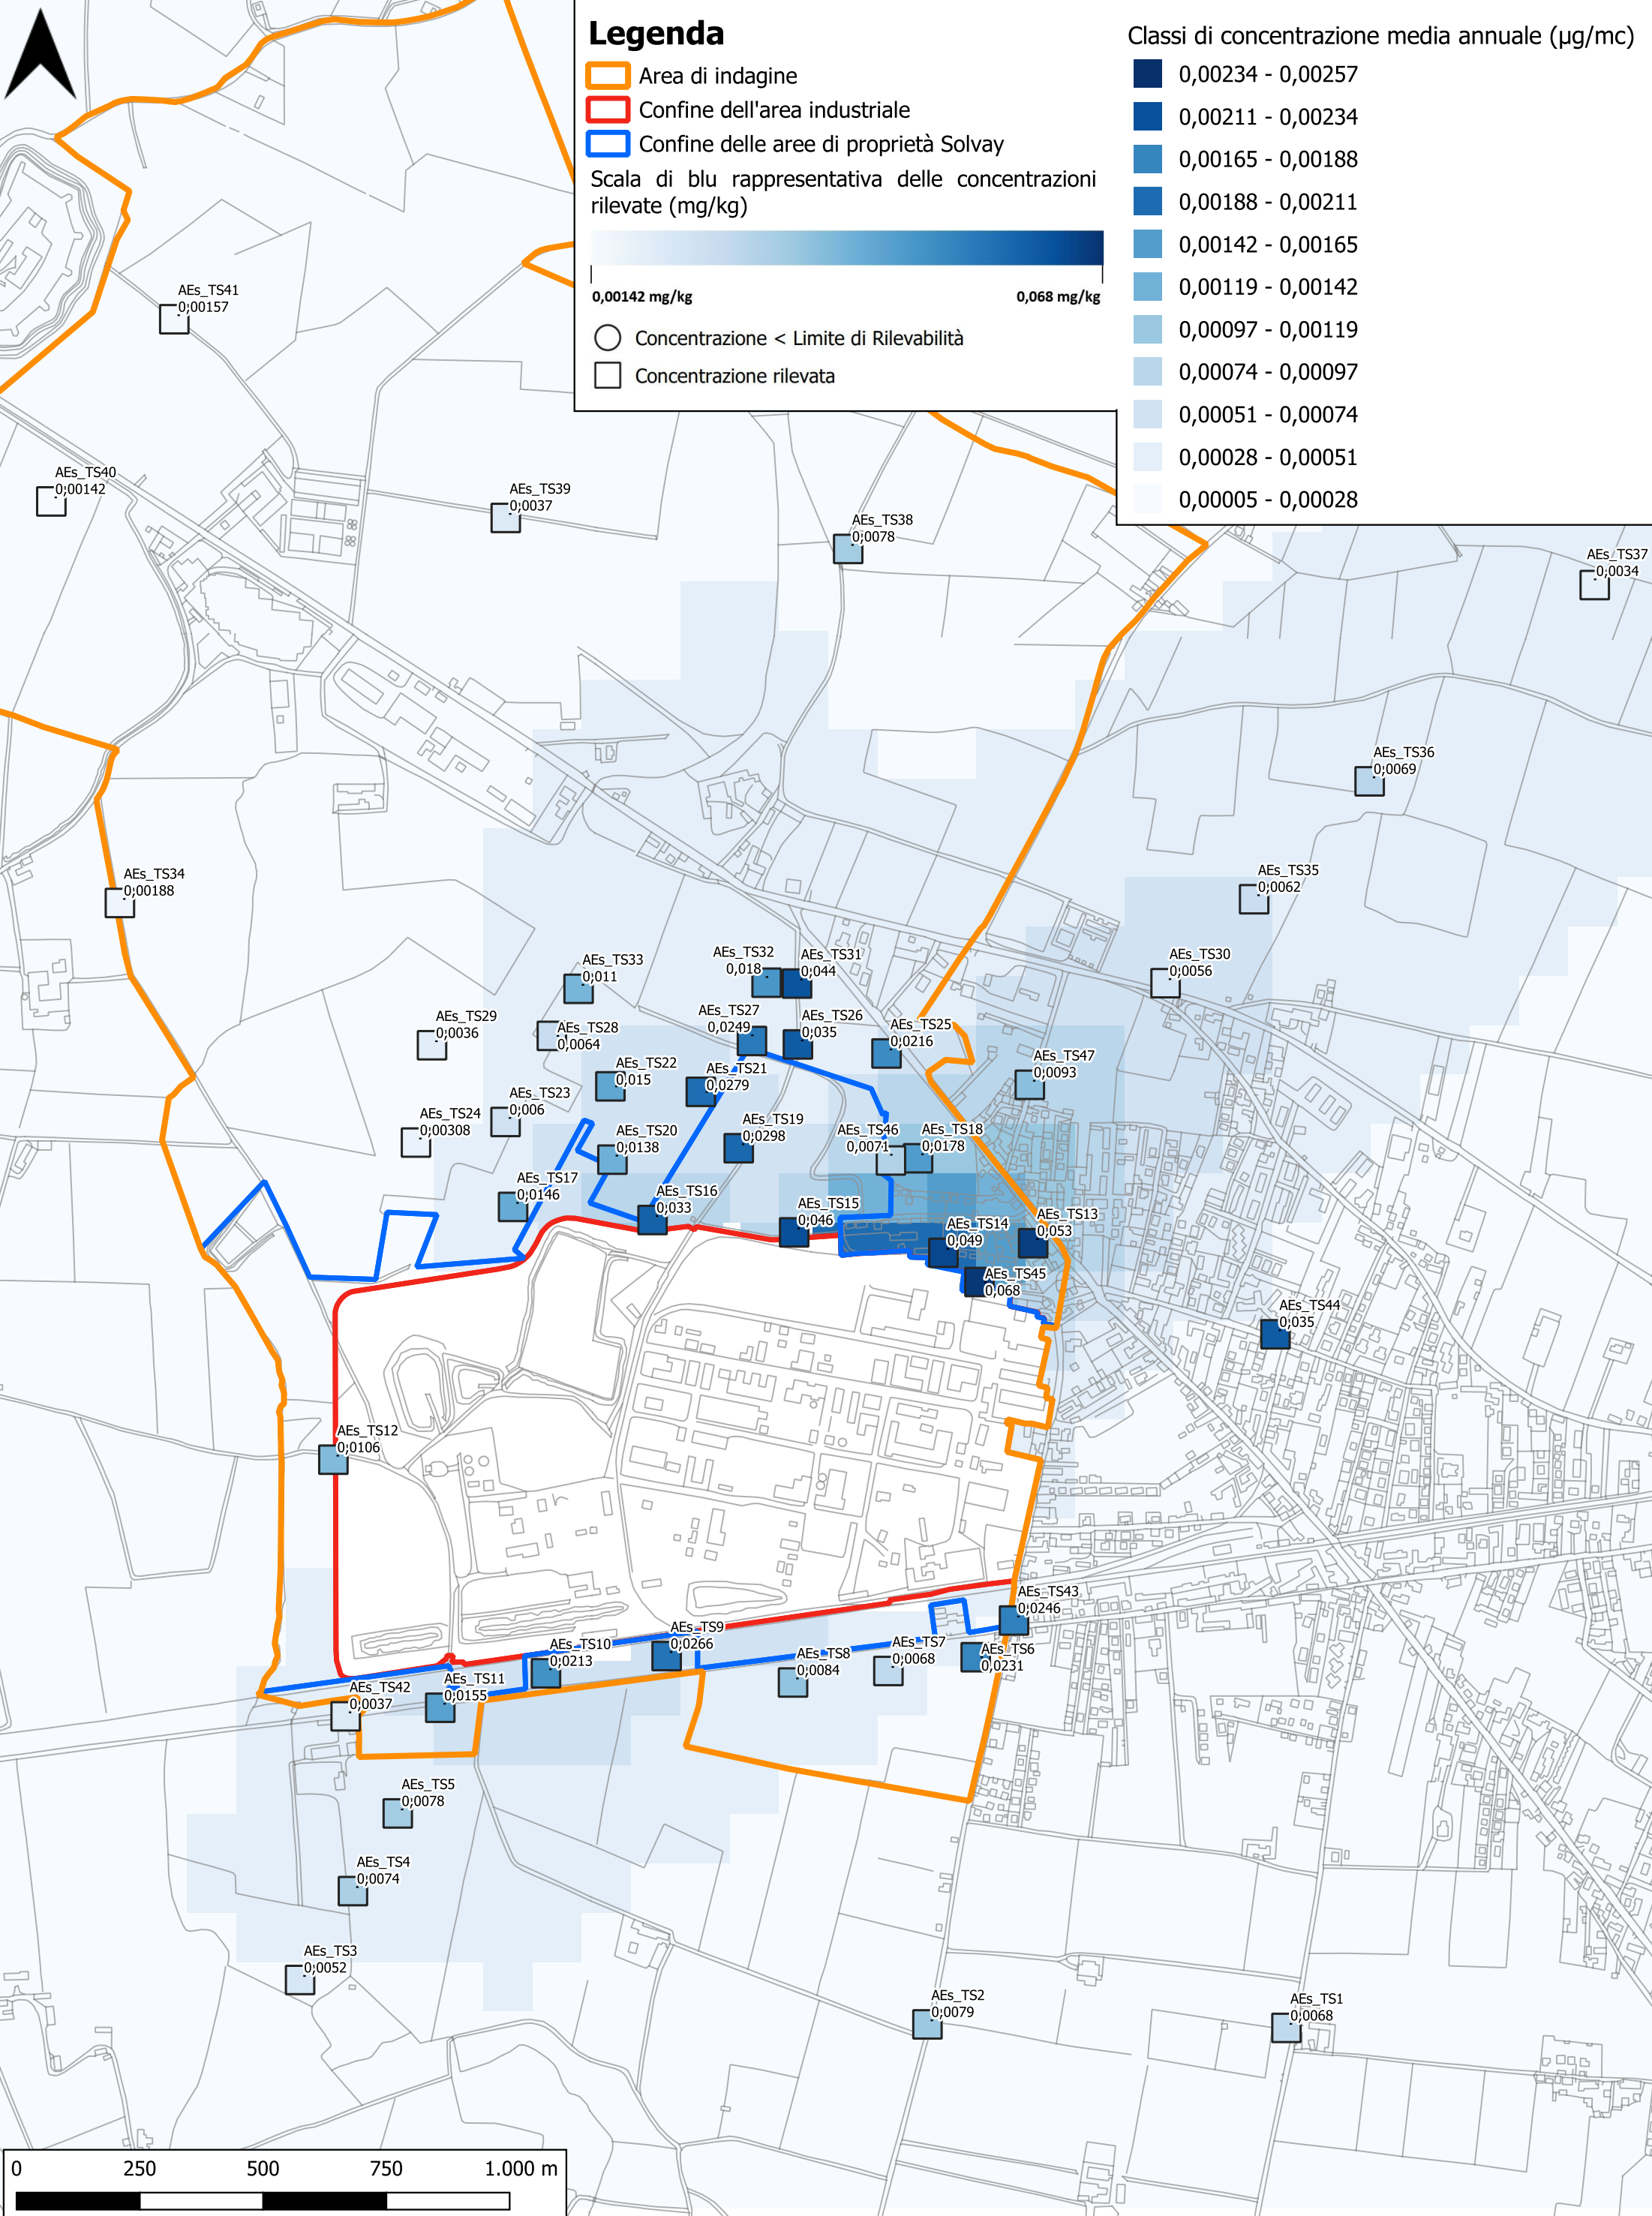 Legenda
Area di indagine
Confine dell'area industriale
Confine delle aree di proprietà Solvay
Scala di blu rappresentativa delle concentrazioni
rilevate (mg/kg)
0,00142 mg/kg
0,068 mg/kg
Concentrazione < Limite di Rilevabilità
Concentrazione rilevata
Classi di concentrazione media annuale (µg/mc)
0,00234 - 0,00257
0,00211 - 0,00234
0,00165 - 0,00188
0,00188 - 0,00211
0,00142 - 0,00165
0,00119 - 0,00142
0,00097 - 0,00119
0,00074 - 0,00097
0,00051 - 0,00074
0,00028 - 0,00051
0,00005 - 0,00028
AEs_TS41
0,00157
AEs_TS40
0,00142
AEs_TS39
0,0037
AEs_TS38
0,0078
AEs_TS37
0,0034
AEs_TS36
0,0069
AEs_TS34
0,00188
AEs_TS35
0,0062
AEs_TS33
0,011
AEs_TS32
0,018
AEs_TS31
0,044
AEs_TS30
0,0056
AEs_TS29
0,0036
AEs_TS28
0,0064
AEs_TS27
0,0249
AEs_TS26
0,035
AEs_TS25
0,0216
AEs_TS22
0,015
AEs_TS21
0,0279
AEs_TS47
0,0093
AEs_TS24
0,00308
AEs_TS23
0,006
AEs_TS20
0,0138
AEs_TS19
0,0298
AEs_TS46
0,0071
AEs_TS18
0,0178
AEs_TS17
0,0146
AEs_TS16
0,033
AEs_TS15
0,046
AEs_TS14
0,049
AEs_TS13
0,053
AEs_TS45
0,068
AEs_TS44
0,035
AEs_TS12
0,0106
AEs_TS43
0,0246
AEs_TS9
0,0266
AEs_TS10
0,0213
AEs_TS8
0,0084
AEs_TS7
0,0068
AEs_TS6
0,0231
AEs_TS42
0,0037
AEs_TS11
0,0155
AEs_TS5
0,0078
AEs_TS4
0,0074
AEs_TS3
0,0052
AEs_TS2
0,0079
AEs_TS1
0,0068
0 250 500 750 1.000 m